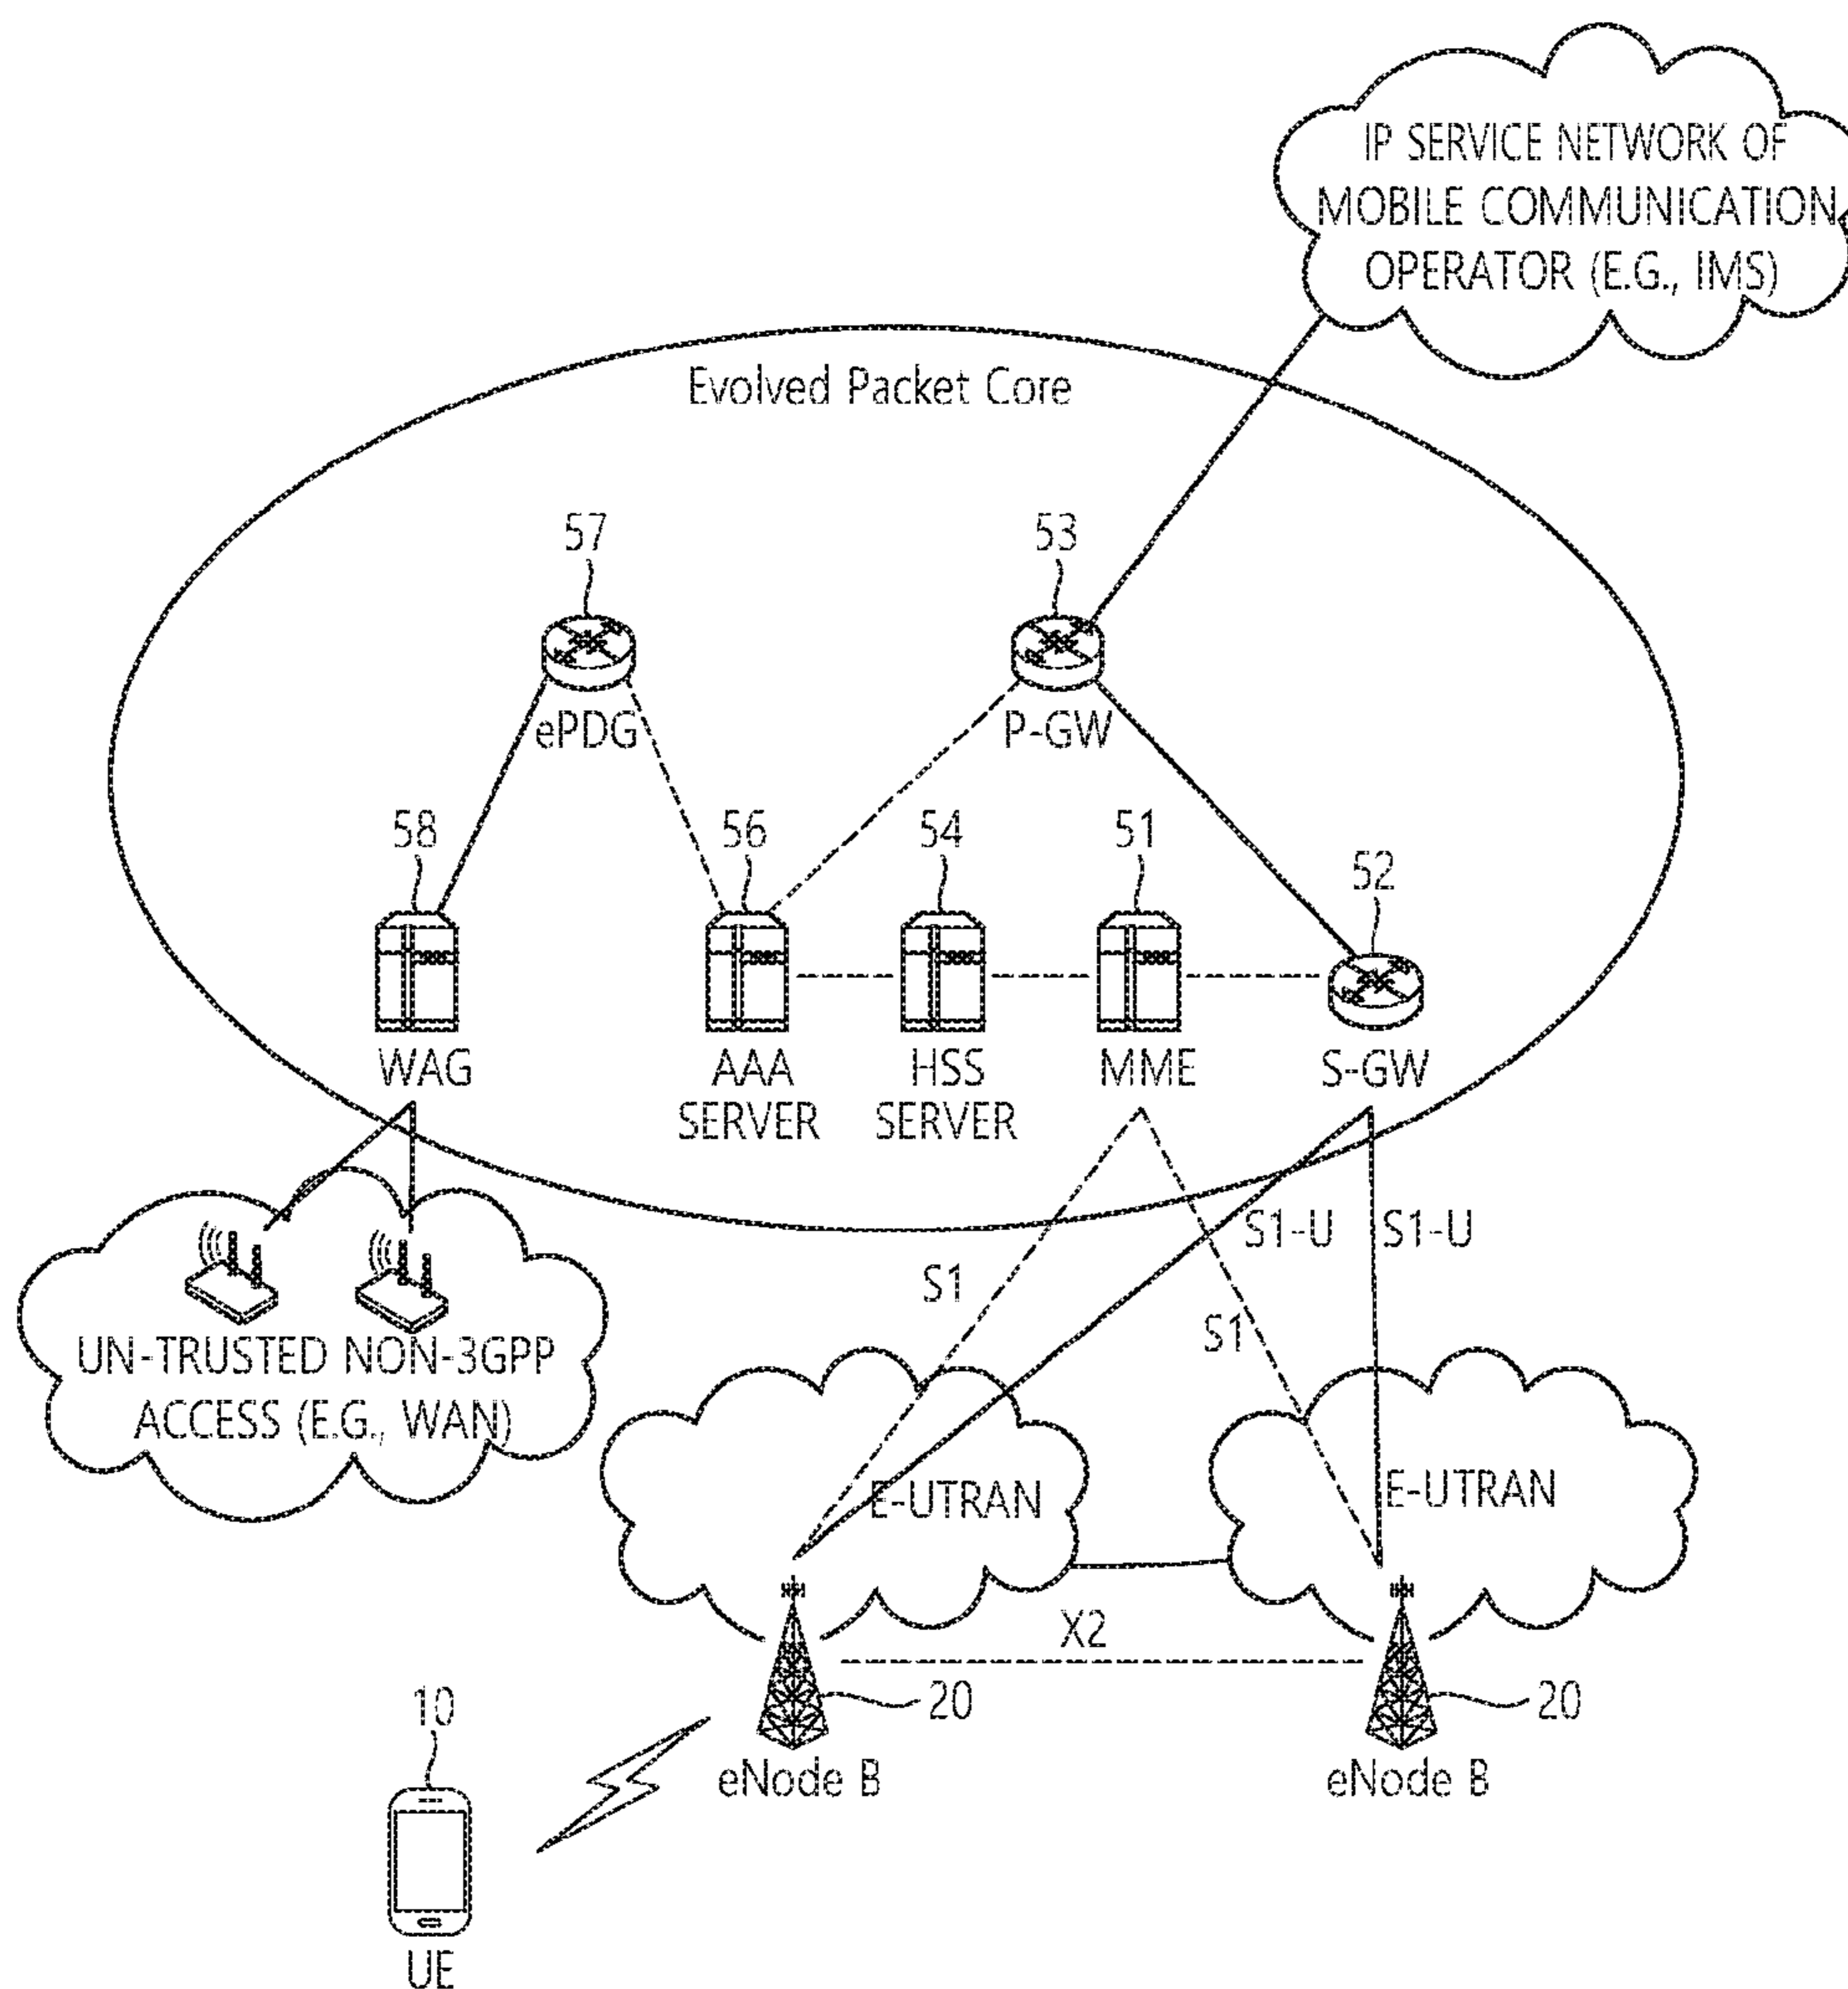 IP SERVICE NETWORK OF
MOBILE COMMUNICATION
OPERATOR (E.G., IMS)
Evolved Packet Core
57
53
ePDG
P-GW
58
56
54
51
52
WAG
AAA
SERVER
HSS
SERVER
MME
S-GW
S1-U
S1-U
S1
S1
UN-TRUSTED NON-3GPP
ACCESS (E.G., WAN)
E-UTRAN
E-UTRAN
X2
20
20
10
eNode B
eNode B
UE